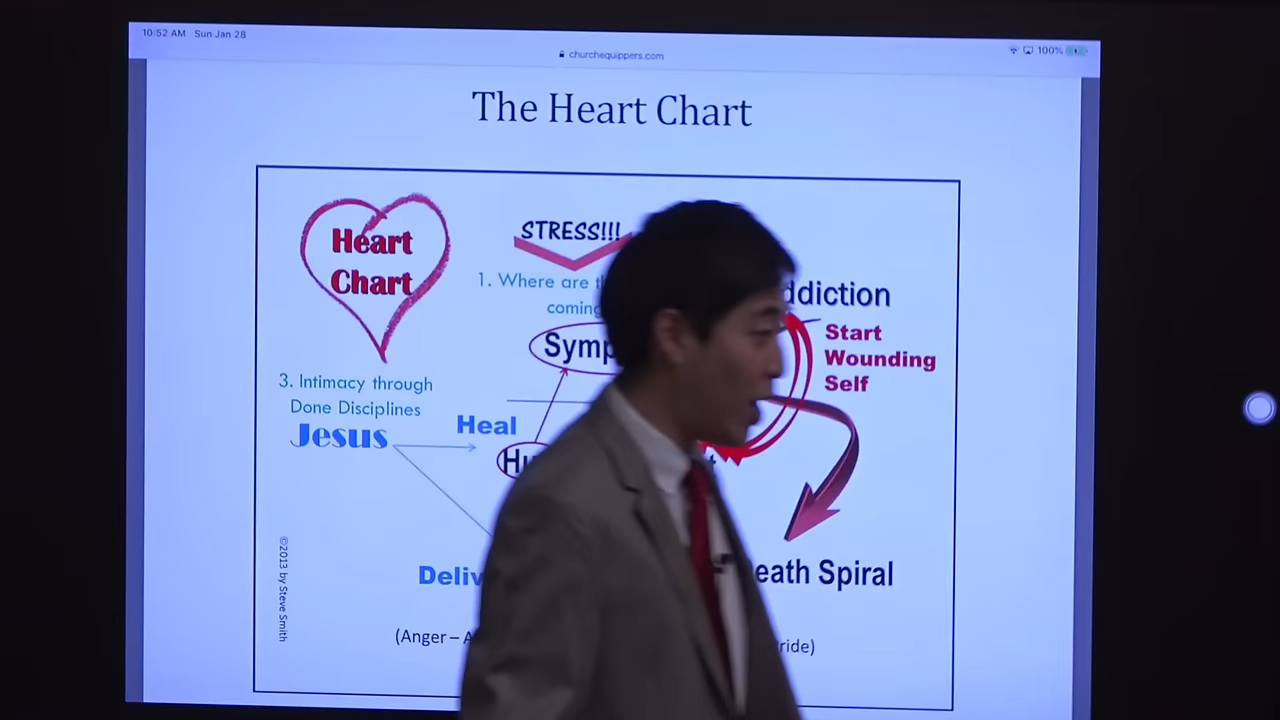 10:52 AM Sun Jan 28
churchequippers.com
100%
The Heart Chart
Heart
Chart
STRESS!!!
1. Where are
coming
ddiction
Start
Wounding
Self
Symp
3. Intimacy through
Done Disciplines
Jesus
Heal
Hu
Deliv
eath Spiral
(Anger – A
ride)
©2013 by Steve Smith